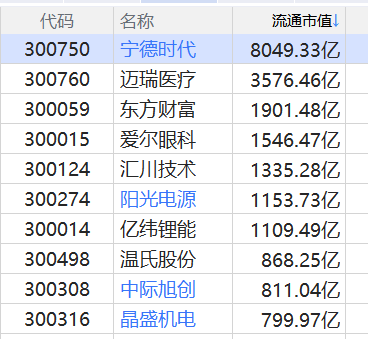 代码 名称 流通市值↓
300750 宁德时代 8049.33亿
300760 迈瑞医疗 3576.46亿
300059 东方财富 1901.48亿
300015 爱尔眼科 1546.47亿
300124 汇川技术 1335.28亿
300274 阳光电源 1153.73亿
300014 亿纬锂能 1109.49亿
300498 温氏股份 868.25亿
300308 中际旭创 811.04亿
300316 晶盛机电 799.97亿